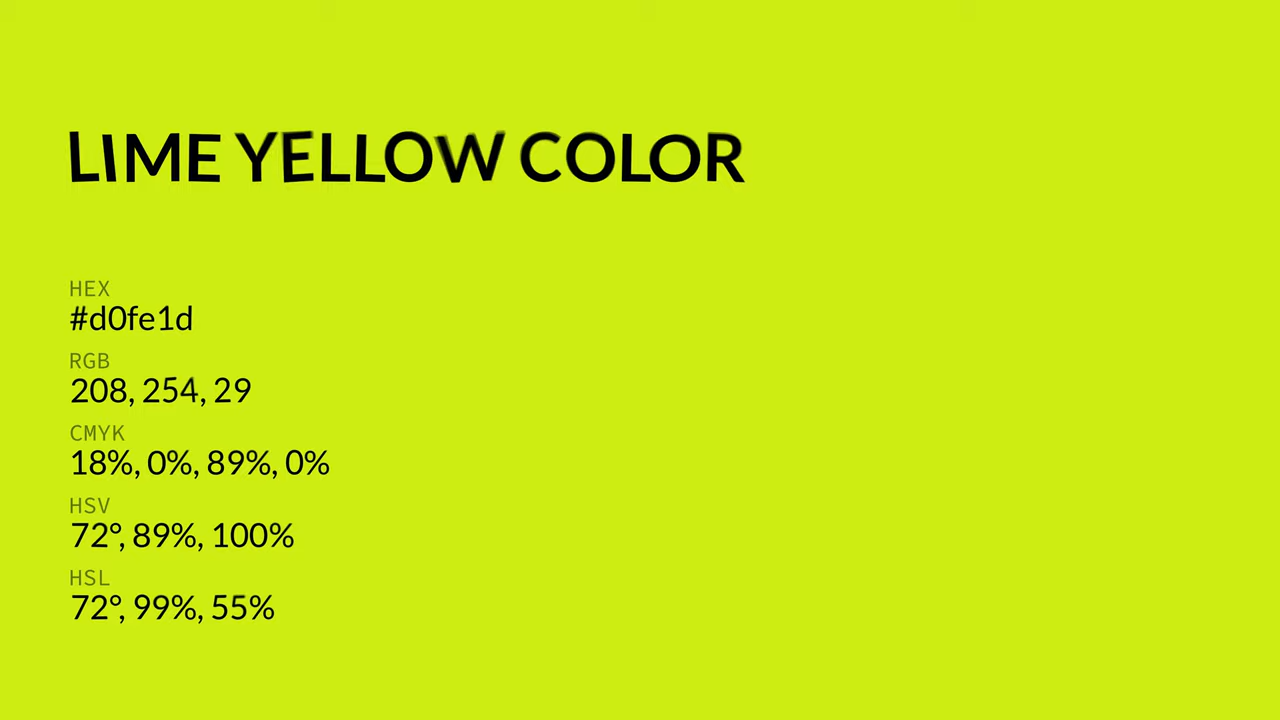 LIME YELLOW COLOR
HEX
#d0fe1d
RGB
208, 254, 29
CMYK
18%, 0%, 89%, 0%
HSV
72°, 89%, 100%
HSL
72°, 99%, 55%